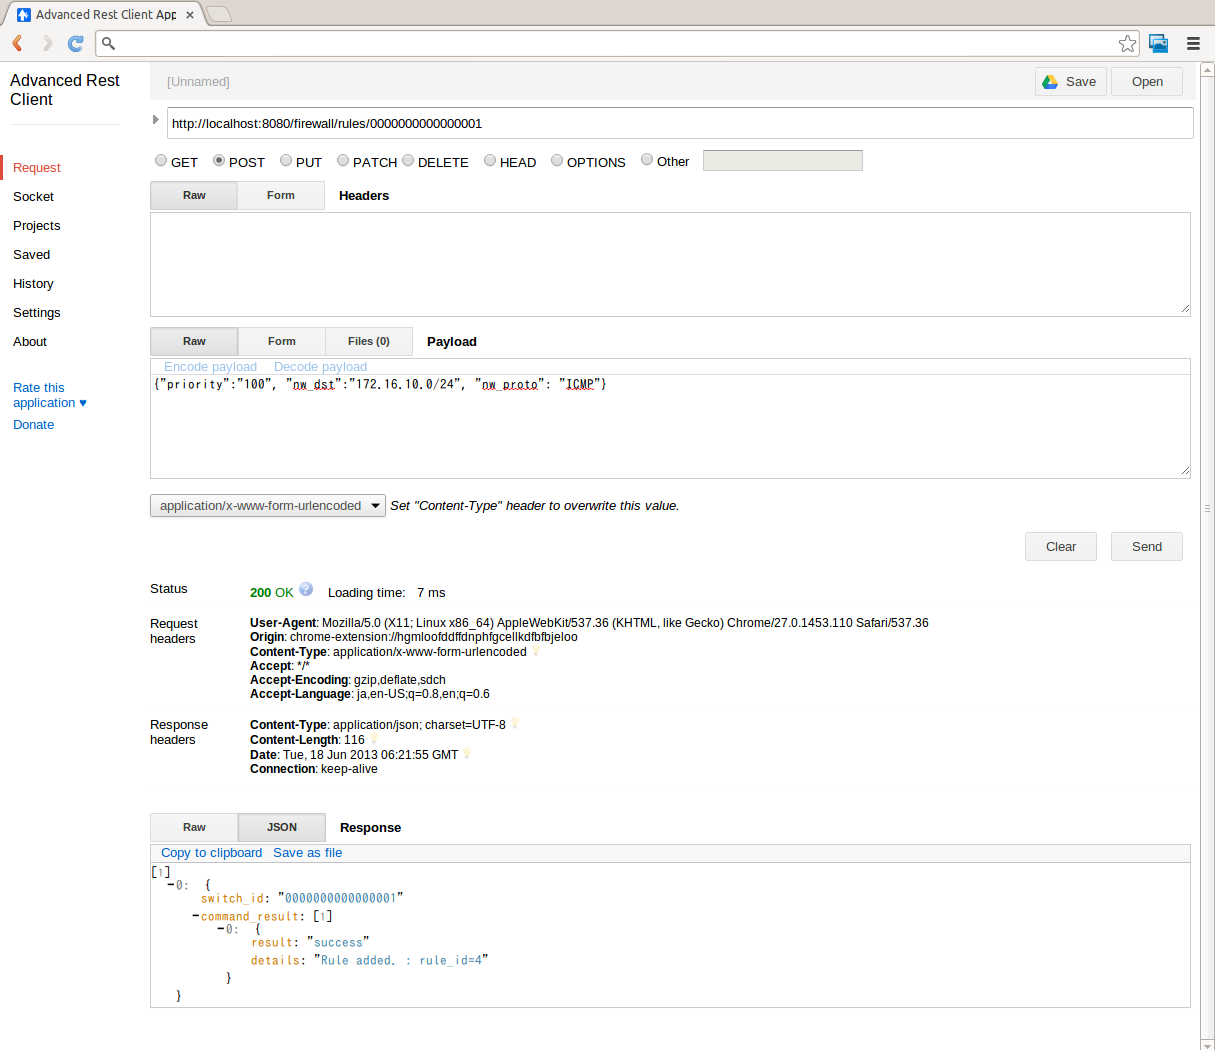 Advanced Rest Client App
Advanced Rest
Client
[Unnamed]
Save
Open
http://localhost:8080/firewall/rules/0000000000000001
GET POST PUT PATCH DELETE HEAD OPTIONS Other
Raw Form Headers
Request
Socket
Projects
Saved
History
Settings
About
Rate this
application ♥
Donate
Raw Form Files (0) Payload
Encode payload Decode payload
{"priority":"100", "nw_dst":"172.16.10.0/24", "nw_proto": "ICMP"}
application/x-www-form-urlencoded Set "Content-Type" header to overwrite this value.
Clear Send
Status 200 OK Loading time: 7 ms
Request
headers
User-Agent: Mozilla/5.0 (X11; Linux x86_64) AppleWebKit/537.36 (KHTML, like Gecko) Chrome/27.0.1453.110 Safari/537.36
Origin: chrome-extension://hgmloofddffdnphfgcellkdfbfbjeloo
Content-Type: application/x-www-form-urlencoded
Accept: */*
Accept-Encoding: gzip,deflate,sdch
Accept-Language: ja,en-US;q=0.8,en;q=0.6
Response
headers
Content-Type: application/json; charset=UTF-8
Content-Length: 116
Date: Tue, 18 Jun 2013 06:21:55 GMT
Connection: keep-alive
Raw JSON Response
Copy to clipboard Save as file
[1]
-0: {
switch_id: "0000000000000001"
-command_result: [1]
-0: {
result: "success"
details: "Rule added. : rule_id=4"
}
}